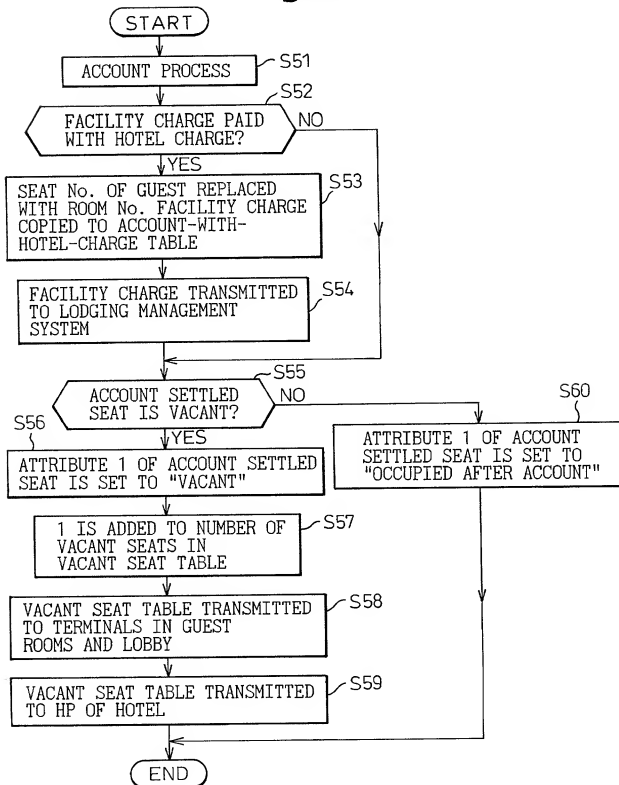 START
ACCOUNT PROCESS
S51
S52
FACILITY CHARGE PAID
WITH HOTEL CHARGE?
NO
YES
S53
SEAT No. OF GUEST REPLACED
WITH ROOM No. FACILITY CHARGE
COPIED TO ACCOUNT-WITH-
HOTEL-CHARGE TABLE
S54
FACILITY CHARGE TRANSMITTED
TO LODGING MANAGEMENT
SYSTEM
S55
ACCOUNT SETTLED
SEAT IS VACANT?
NO
S56
YES
S60
ATTRIBUTE 1 OF ACCOUNT SETTLED
SEAT IS SET TO "VACANT"
ATTRIBUTE 1 OF ACCOUNT
SETTLED SEAT IS SET TO
"OCCUPIED AFTER ACCOUNT"
S57
1 IS ADDED TO NUMBER OF
VACANT SEATS IN
VACANT SEAT TABLE
S58
VACANT SEAT TABLE TRANSMITTED
TO TERMINALS IN GUEST
ROOMS AND LOBBY
S59
VACANT SEAT TABLE TRANSMITTED
TO HP OF HOTEL
END